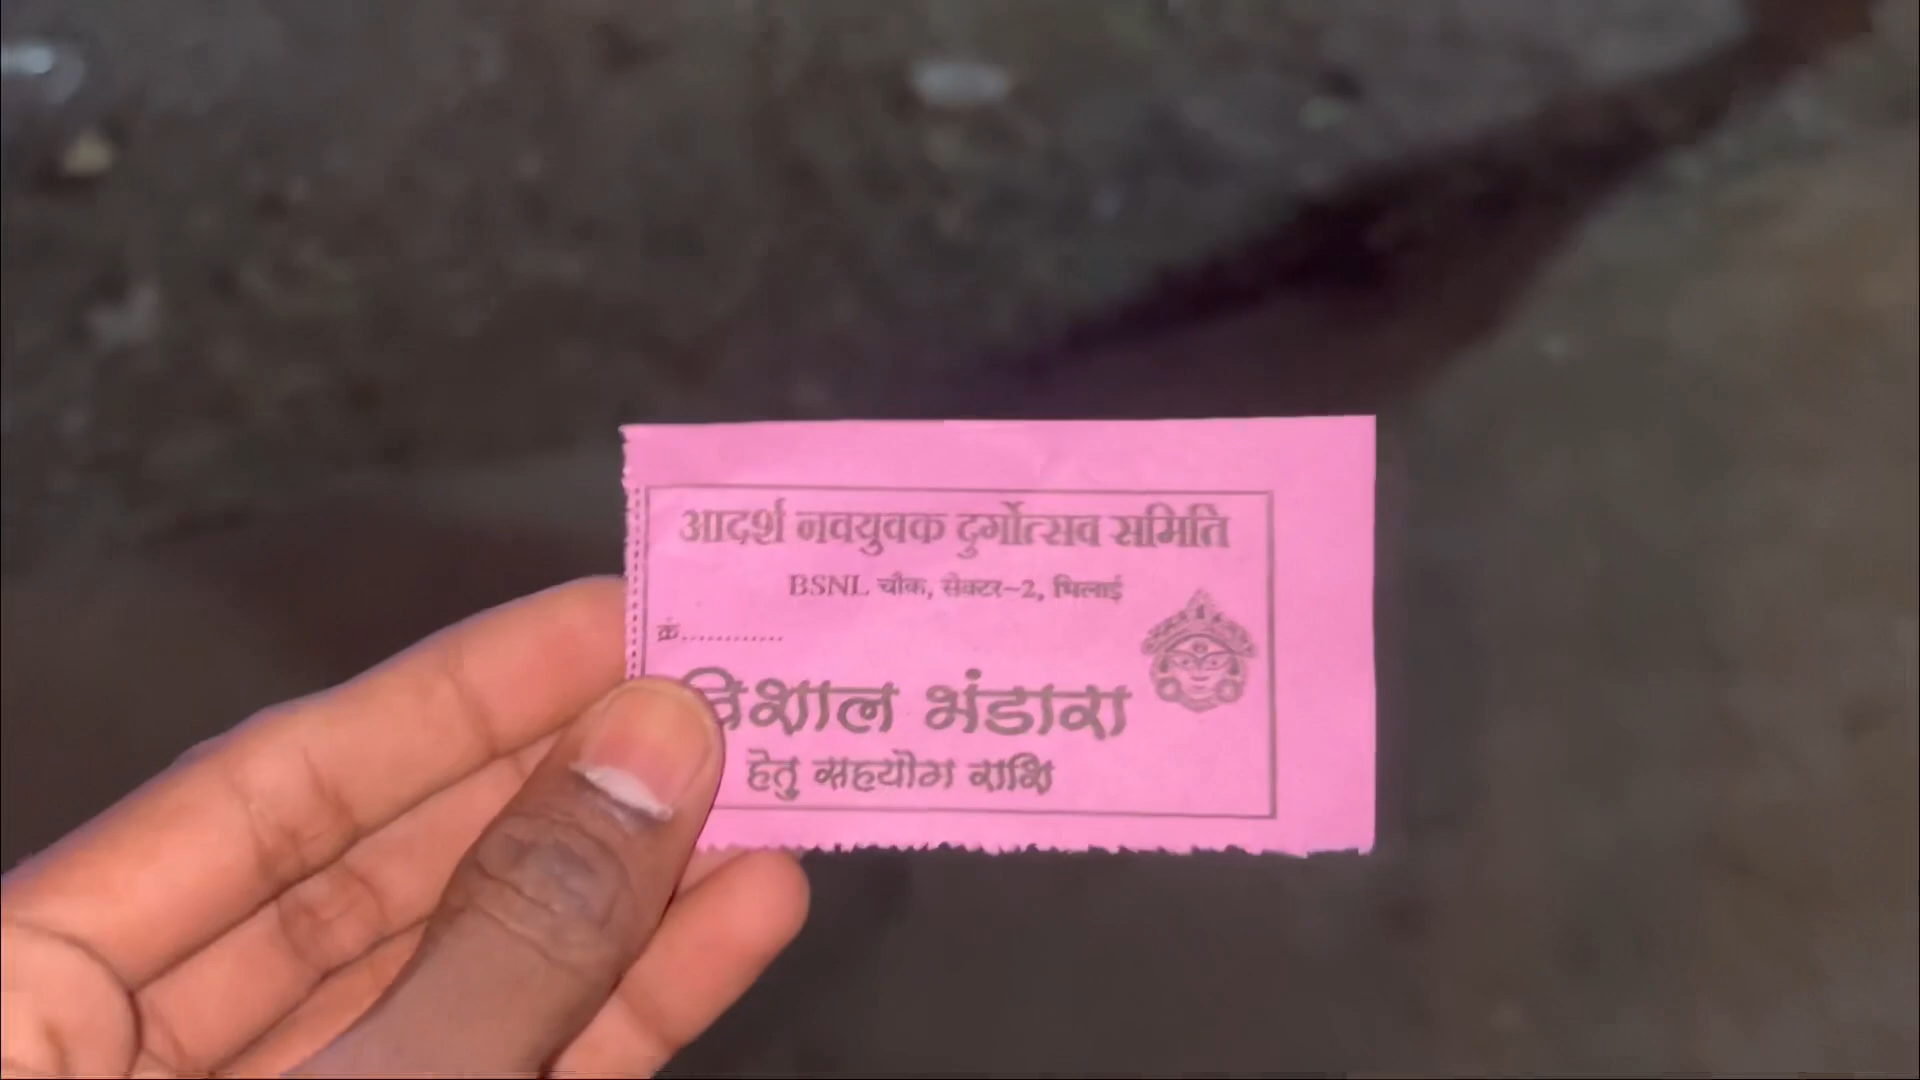 आदर्श नवयुवक दुर्गोत्सव समिति
BSNL चौक, सेक्टर-2, भिलाई
क्रं............
विशाल भंडारा
हेतु सहयोग राशि